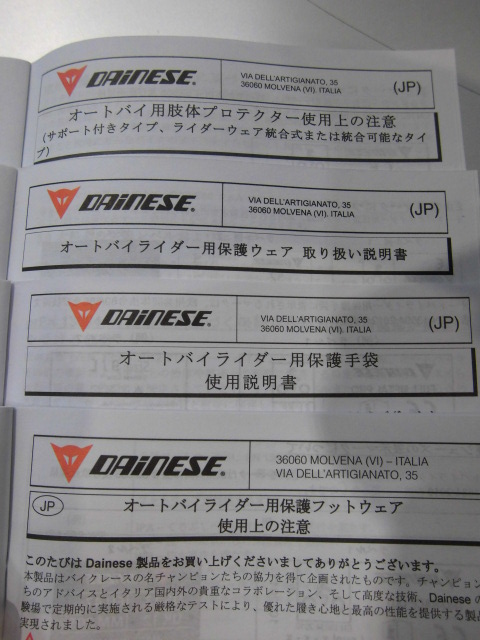 DAINESE® VIA DELL'ARTIGIANATO, 35
36060 MOLVENA (VI). ITALIA (JP)
オートバイ用肢体プロテクター使用上の注意
(サポート付きタイプ、ライダーウェア統合式または統合可能なタイ
プ)
DAINESE® VIA DELL'ARTIGIANATO, 35
36060 MOLVENA (VI). ITALIA (JP)
オートバイライダー用保護ウェア 取り扱い説明書
DAINESE® VIA DELL'ARTIGIANATO, 35
36060 MOLVENA (VI). ITALIA (JP)
オートバイライダー用保護手袋
使用説明書
DAINESE® 36060 MOLVENA (VI) – ITALIA
VIA DELL'ARTIGIANATO, 35
JP オートバイライダー用保護フットウェア
使用上の注意
このたびは Dainese 製品をお買い上げくださいましてありがとうございます。
本製品はバイクレースの名チャンピョンたちの協力を得て企画されたものです。チャンピョン
ちのアドバイスとイタリア国内外の貴重なコラボレーション、そして高度な技術、Dainese の
験場で定期的に実施される厳格なテストにより、優れた履き心地と最高の性能を提供する製品
実現されました。